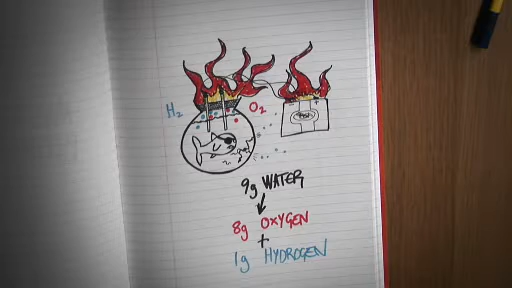 H₂ O₂
9g WATER
8g OXYGEN
+
1g HYDROGEN